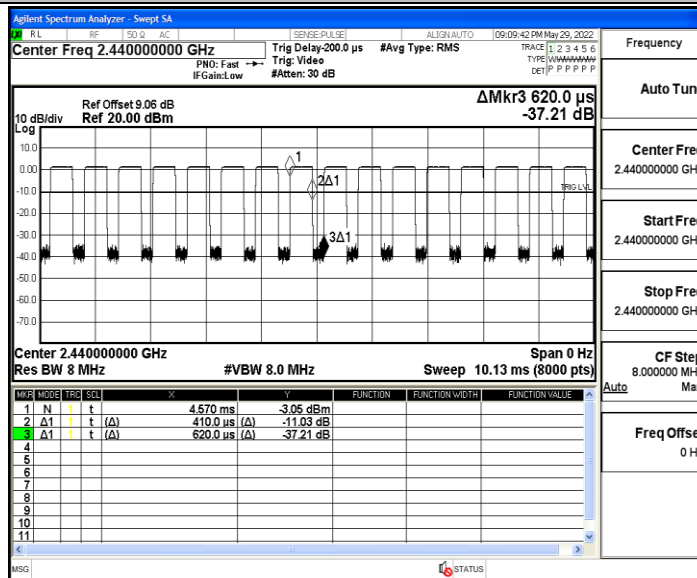 Agilent Spectrum Analyzer - Swept SA
RL RF 50 Ω AC SENSE:PULSE ALIGN AUTO 09:09:42 PM May 29, 2022
Center Freq 2.440000000 GHz
PNO: Fast
IFGain:Low
Trig Delay-200.0 µs
Trig: Video
#Atten: 30 dB
#Avg Type: RMS
TRACE 1 2 3 4 5 6
TYPE
DET P P P P P P
Frequency
Auto Tun
Ref Offset 9.06 dB
10 dB/div Ref 20.00 dBm
ΔMkr3 620.0 µs
-37.21 dB
Log
10.0
0.00
-10.0
-20.0
-30.0
-40.0
-50.0
-60.0
-70.0
1
2Δ1
3Δ1
TRIG LVL
Center Fre
2.440000000 GH
Start Fre
2.440000000 GH
Stop Fre
2.440000000 GH
CF Step
8.000000 MH
Auto Ma
Freq Offse
0 H
Center 2.440000000 GHz Span 0 Hz
Res BW 8 MHz #VBW 8.0 MHz Sweep 10.13 ms (8000 pts)
MKR MODE TRC SCL X Y FUNCTION FUNCTION WIDTH FUNCTION VALUE
1 N 1 t 4.570 ms -3.05 dBm
2 Δ1 1 t (Δ) 410.0 µs (Δ) -11.03 dB
3 Δ1 1 t (Δ) 620.0 µs (Δ) -37.21 dB
4
5
6
7
8
9
10
11
MSG STATUS